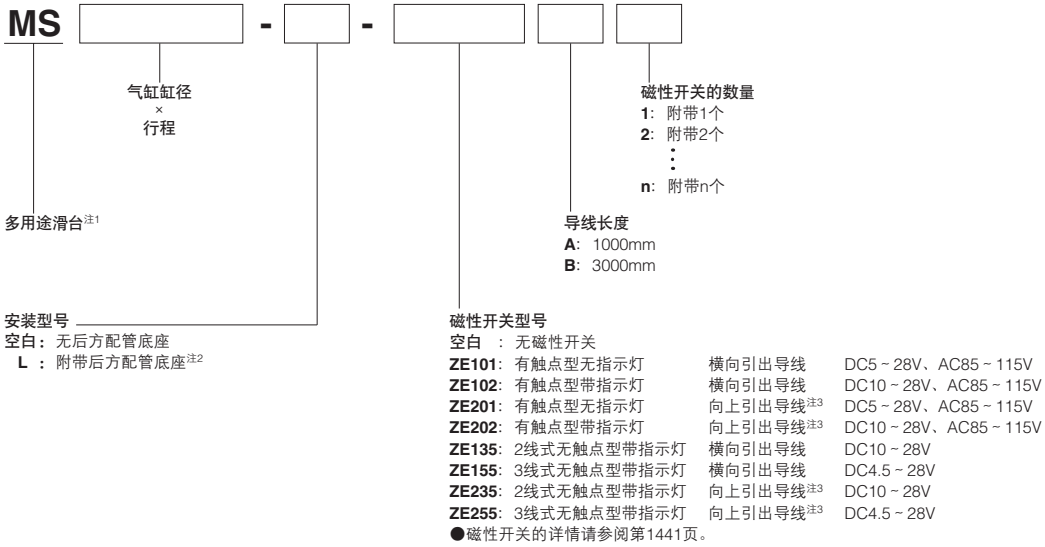 MS - -
气缸缸径
×
行程
磁性开关的数量
1: 附带1个
2: 附带2个
n: 附带n个
多用途滑台注1
导线长度
A: 1000mm
B: 3000mm
安装型号
空白: 无后方配管底座
L : 附带后方配管底座注2
磁性开关型号
空白 : 无磁性开关
ZE101: 有触点型无指示灯 横向引出导线 DC5~28V、AC85~115V
ZE102: 有触点型带指示灯 横向引出导线 DC10~28V、AC85~115V
ZE201: 有触点型无指示灯 向上引出导线注3 DC5~28V、AC85~115V
ZE202: 有触点型带指示灯 向上引出导线注3 DC10~28V、AC85~115V
ZE135: 2线式无触点型带指示灯 横向引出导线 DC10~28V
ZE155: 3线式无触点型带指示灯 横向引出导线 DC4.5~28V
ZE235: 2线式无触点型带指示灯 向上引出导线注3 DC10~28V
ZE255: 3线式无触点型带指示灯 向上引出导线注3 DC4.5~28V
●磁性开关的详情请参阅第1441页。